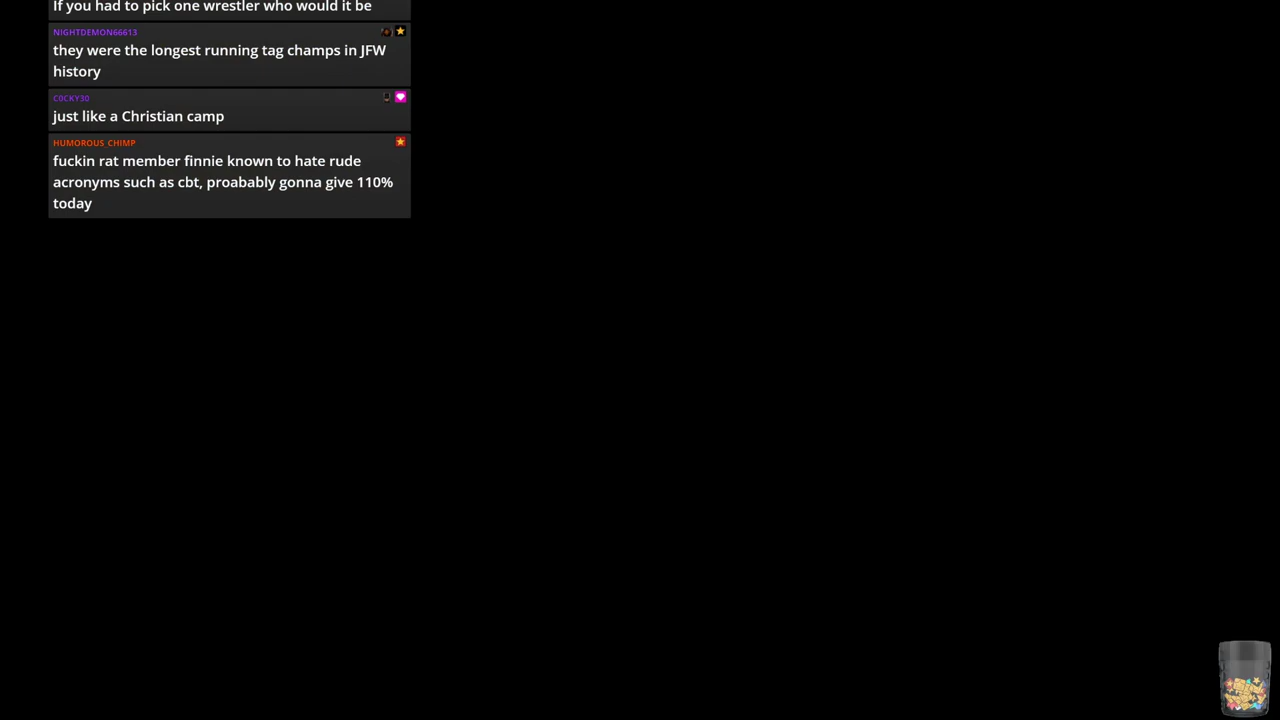 If you had to pick one wrestler who would it be
NIGHTDEMON66613
they were the longest running tag champs in JFW
history
C0CKY30
just like a Christian camp
HUMOROUS_CHIMP
fuckin rat member finnie known to hate rude
acronyms such as cbt, proabably gonna give 110%
today